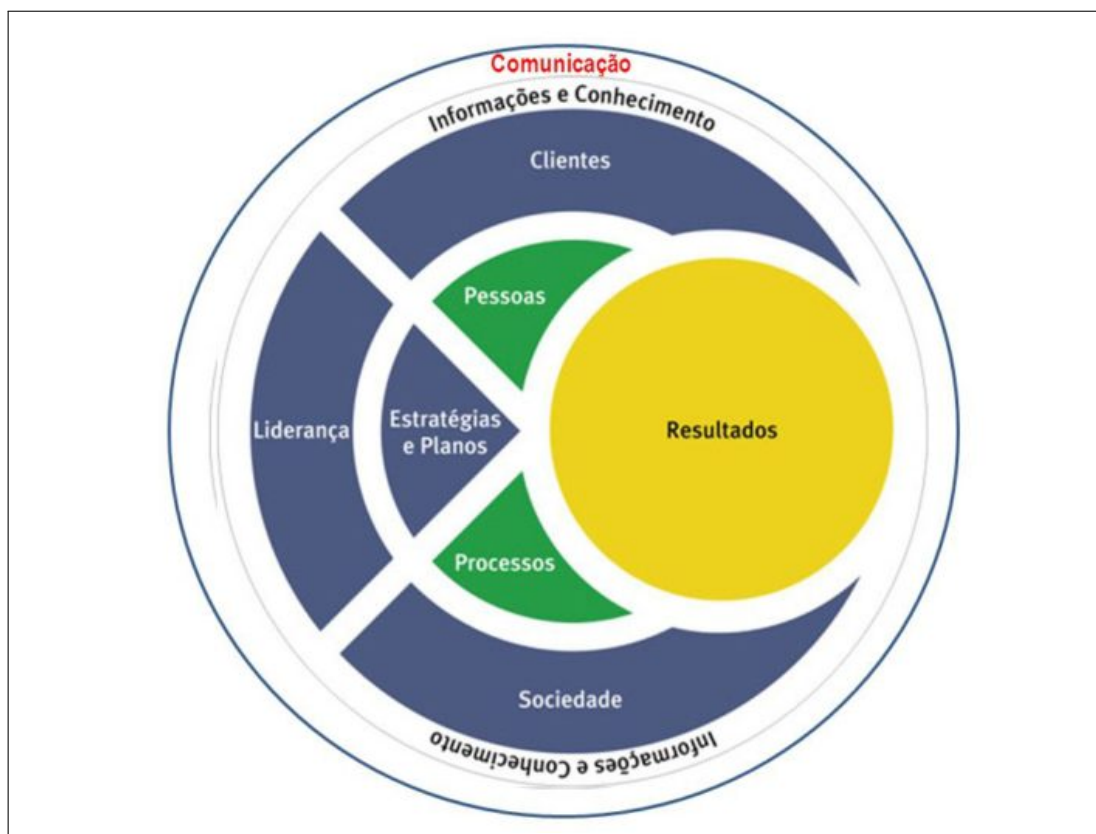 Comunicação
Informações e Conhecimento
Clientes
Pessoas
Liderança
Estratégias
e Planos
Resultados
Processos
Sociedade
Informações e Conhecimento